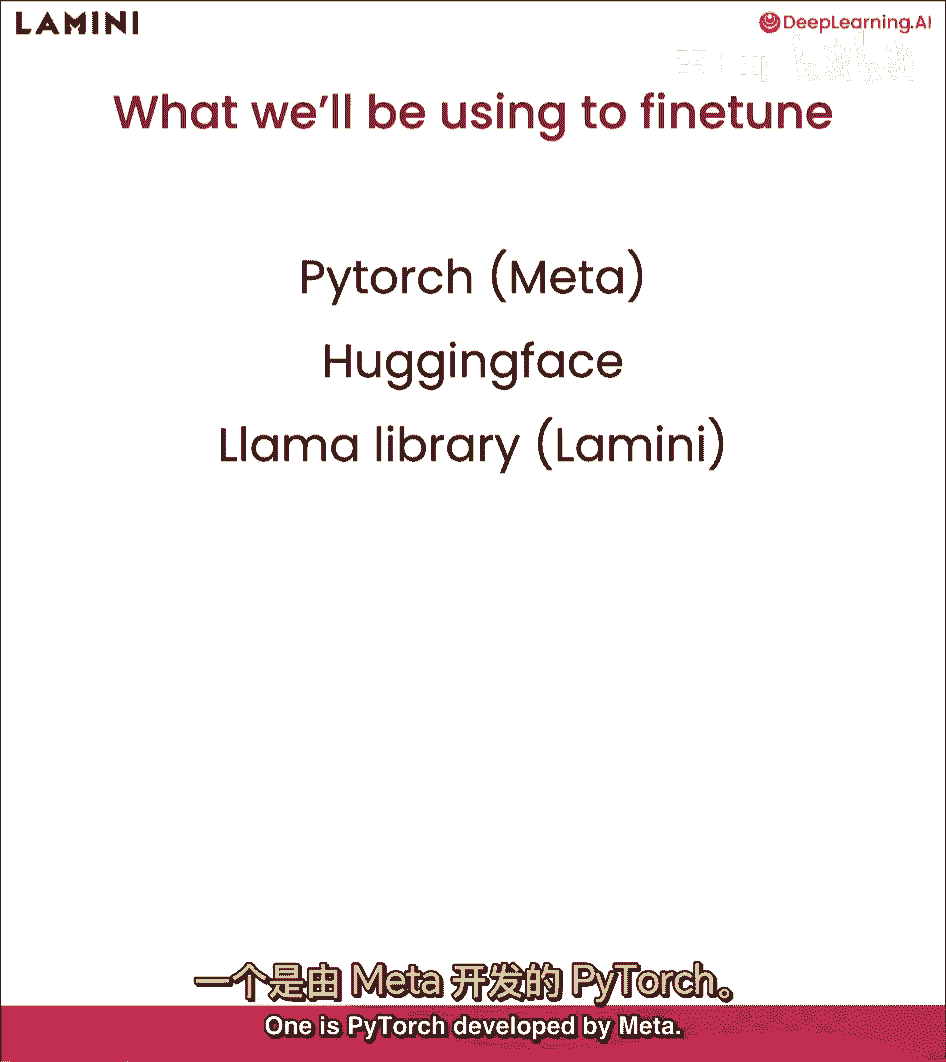 LAMINI
DeepLearning.AI
What we’ll be using to finetune
Pytorch (Meta)
Huggingface
Llama library (Lamini)
一个是由 Meta 开发的 PyTorch。
One is PyTorch developed by Meta.